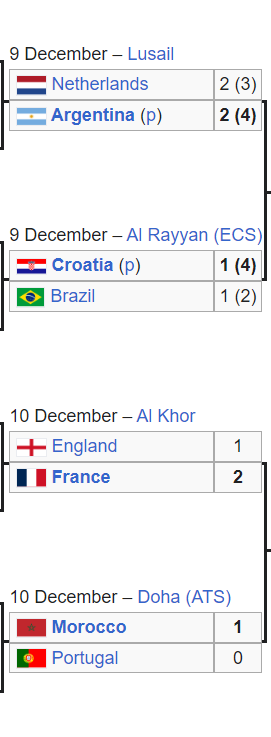 9 December – Lusail
Netherlands 2 (3)
Argentina (p) 2 (4)
9 December – Al Rayyan (ECS)
Croatia (p) 1 (4)
Brazil 1 (2)
10 December – Al Khor
England 1
France 2
10 December – Doha (ATS)
Morocco 1
Portugal 0